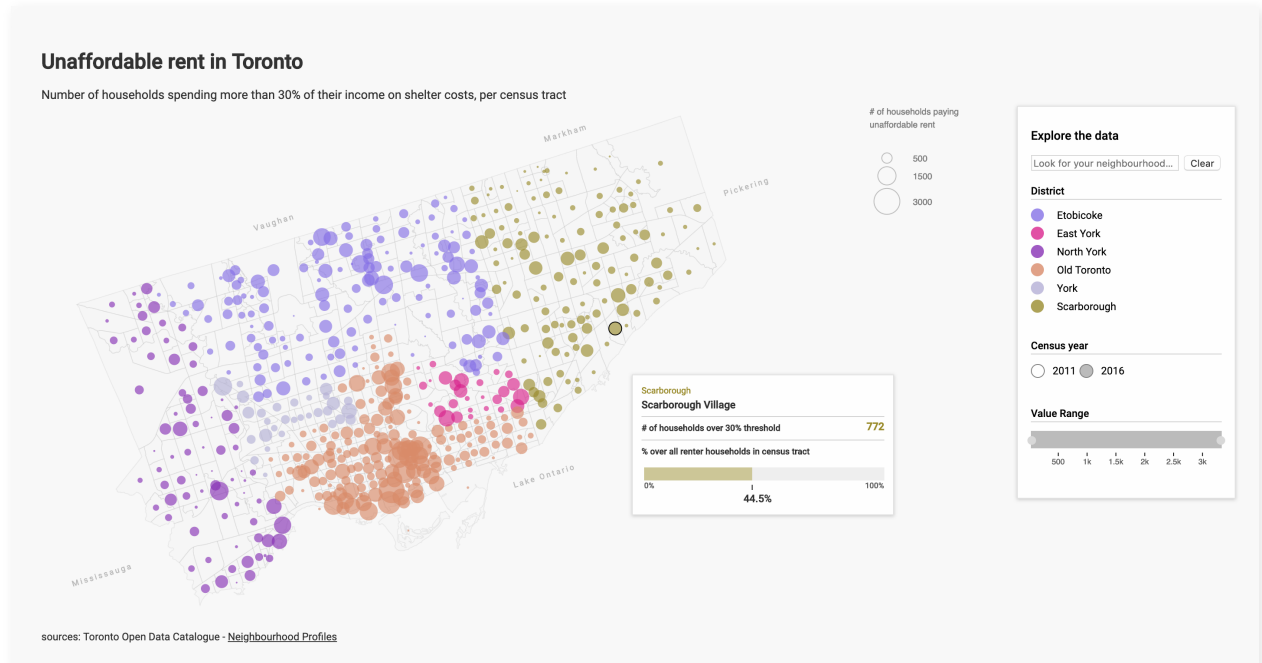 Unaffordable rent in Toronto
Number of households spending more than 30% of their income on shelter costs, per census tract
Markham
Pickering
Vaughan
Lake Ontario
Mississauga
# of households paying
unaffordable rent
500
1500
3000
Scarborough
Scarborough Village
# of households over 30% threshold 772
% over all renter households in census tract
0% 100%
44.5%
Explore the data
Look for your neighbourhood... Clear
District
Etobicoke
East York
North York
Old Toronto
York
Scarborough
Census year
2011 2016
Value Range
500 1k 1.5k 2k 2.5k 3k
sources: Toronto Open Data Catalogue - Neighbourhood Profiles